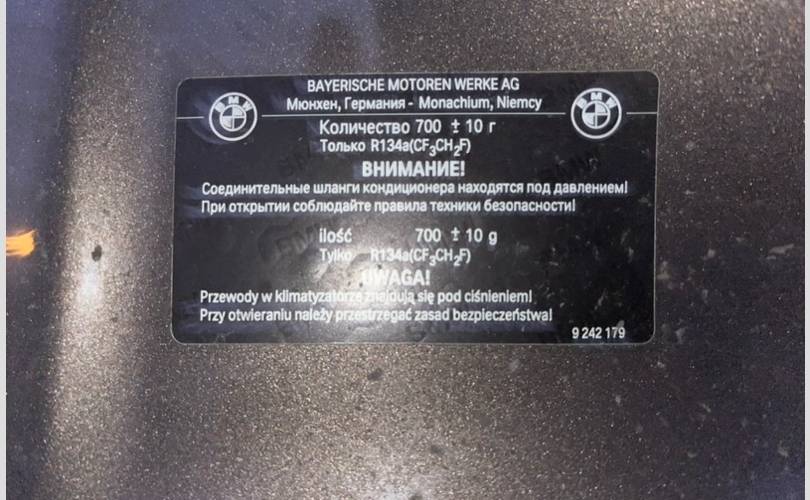 BAYERISCHE MOTOREN WERKE AG
Мюнхен, Германия - Monachium, Niemcy
BMW
BMW
Количество 700 ± 10 г
Только R134a(CF3CH2F)
ВНИМАНИЕ!
Соединительные шланги кондиционера находятся под давлением!
При открытии соблюдайте правила техники безопасности!
ilość 700 ± 10 g
Tylko R134a(CF3CH2F)
UWAGA!
Przewody w klimatyzatorze znajdują się pod ciśnieniem!
Przy otwieraniu należy przestrzegać zasad bezpieczeństwa!
9 242 179